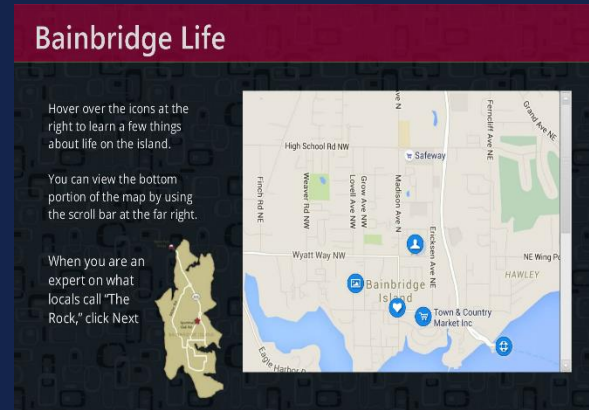 Bainbridge Life
Hover over the icons at the
right to learn a few things
about life on the island.
You can view the bottom
portion of the map by using
the scroll bar at the far right.
When you are an
expert on what
locals call “The
Rock,” click Next
High School Rd NW
Safeway
Finch Rd NE
Weaver Rd NW
Lovell Ave NW
Grow Ave NW
Madison Ave N
ve N
Ericksen Ave NE
Ferncliff Ave NE
Grand Ave NE
Wyatt Way NW
NE Wing Po
HAWLEY
Bainbridge
Island
Town & Country
Market Inc
Eagle Harbor